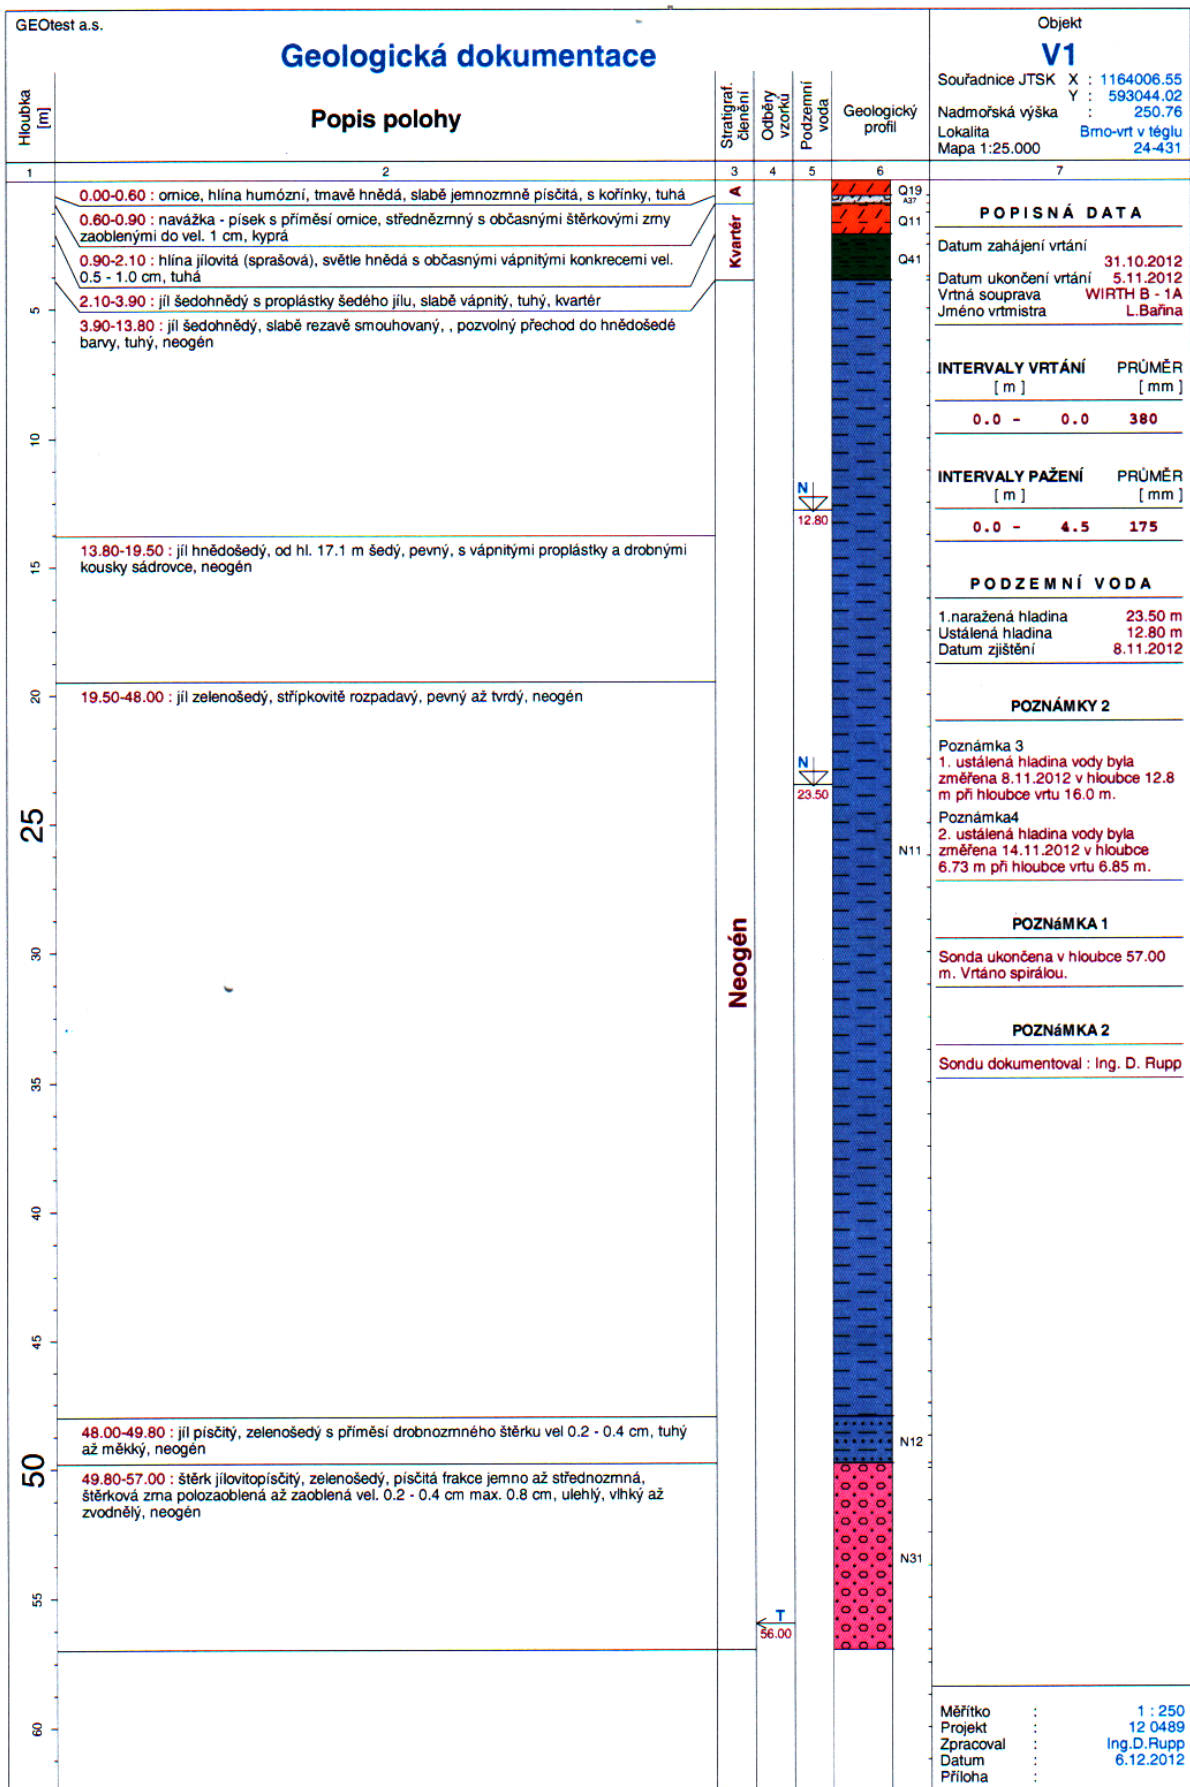 GEOtest a.s.
Geologická dokumentace
Hloubka
[m]
Popis polohy
Stratigraf.
členění
Odběry
vzorků
Podzemní
voda
Geologický
profil
Objekt
V1
Souřadnice JTSK X : 1164006.55
Y : 593044.02
Nadmořská výška : 250.76
Lokalita Brno-vrt v téglu
Mapa 1:25.000 24-431
1 2 3 4 5 6 7
0.00-0.60 : ornice, hlína humózní, tmavě hnědá, slabě jemnozrnně písčitá, s kořínky, tuhá
0.60-0.90 : navážka - písek s příměsí ornice, střednězrnný s občasnými štěrkovými zrny
zaoblenými do vel. 1 cm, kyprá
0.90-2.10 : hlína jílovitá (sprašová), světle hnědá s občasnými vápnitými konkrecemi vel.
0.5 - 1.0 cm, tuhá
2.10-3.90 : jíl šedohnědý s proplástky šedého jílu, slabě vápnitý, tuhý, kvartér
3.90-13.80 : jíl šedohnědý, slabě rezavě smouhovaný, , pozvolný přechod do hnědošedé
barvy, tuhý, neogén
13.80-19.50 : jíl hnědošedý, od hl. 17.1 m šedý, pevný, s vápnitými proplástky a drobnými
kousky sádrovce, neogén
19.50-48.00 : jíl zelenošedý, střípkovitě rozpadavý, pevný až tvrdý, neogén
48.00-49.80 : jíl písčitý, zelenošedý s příměsí drobnozrnného štěrku vel 0.2 - 0.4 cm, tuhý
až měkký, neogén
49.80-57.00 : štěrk jílovitopísčitý, zelenošedý, písčitá frakce jemno až střednozrnná,
štěrková zrna polozaoblená až zaoblená vel. 0.2 - 0.4 cm max. 0.8 cm, ulehlý, vlhký až
zvodnělý, neogén
5
10
15
20
25
30
35
40
45
50
55
60
A
Kvartér
Neogén
T
56.00
N
12.80
N
23.50
Q19
A37
Q11
Q41
N11
N12
N31
POPISNÁ DATA
Datum zahájení vrtání
31.10.2012
Datum ukončení vrtání 5.11.2012
Vrtná souprava WIRTH B - 1A
Jméno vrtmistra L.Bařina
INTERVALY VRTÁNÍ PRŮMĚR
[ m ] [ mm ]
0.0 - 0.0 380
INTERVALY PAŽENÍ PRŮMĚR
[ m ] [ mm ]
0.0 - 4.5 175
PODZEMNÍ VODA
1.naražená hladina 23.50 m
Ustálená hladina 12.80 m
Datum zjištění 8.11.2012
POZNÁMKY 2
Poznámka 3
1. ustálená hladina vody byla
změřena 8.11.2012 v hloubce 12.8
m při hloubce vrtu 16.0 m.
Poznámka4
2. ustálená hladina vody byla
změřena 14.11.2012 v hloubce
6.73 m při hloubce vrtu 6.85 m.
POZNáMKA 1
Sonda ukončena v hloubce 57.00
m. Vrtáno spirálou.
POZNáMKA 2
Sondu dokumentoval : Ing. D. Rupp
Měřítko : 1 : 250
Projekt : 12 0489
Zpracoval : Ing.D.Rupp
Datum : 6.12.2012
Příloha :